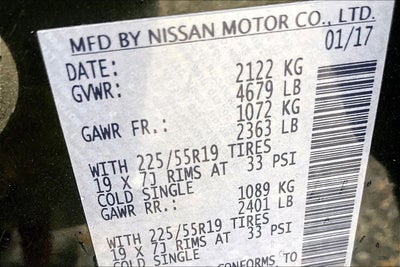 MFD BY NISSAN MOTOR CO., LTD.
01/17
DATE:
GVWR: 2122 KG
4679 LB
GAWR FR.: 1072 KG
2363 LB
WITH 225/55R19 TIRES
19 X 7J RIMS AT 33 PSI
COLD SINGLE
GAWR RR.: 1089 KG
2401 LB
WITH 225/55R19 TIRES
19 X 7J RIMS AT 33 PSI
COLD SINGLE
CONFORMS TO